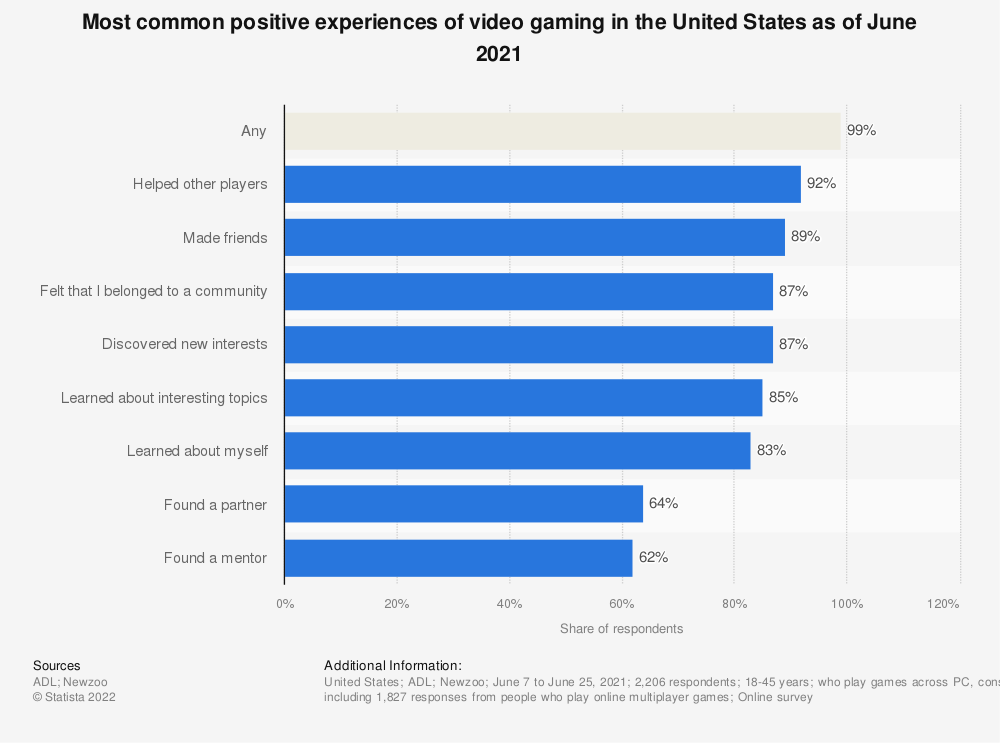 Most common positive experiences of video gaming in the United States as of June
2021
Any
99%
Helped other players
92%
Made friends
89%
Felt that I belonged to a community
87%
Discovered new interests
87%
Learned about interesting topics
85%
Learned about myself
83%
Found a partner
64%
Found a mentor
62%
0% 20% 40% 60% 80% 100% 120%
Share of respondents
Sources
ADL; Newzoo
© Statista 2022
Additional Information:
United States; ADL; Newzoo; June 7 to June 25, 2021; 2,206 respondents; 18-45 years; who play games across PC,
including 1,827 responses from people who play online multiplayer games; Online survey